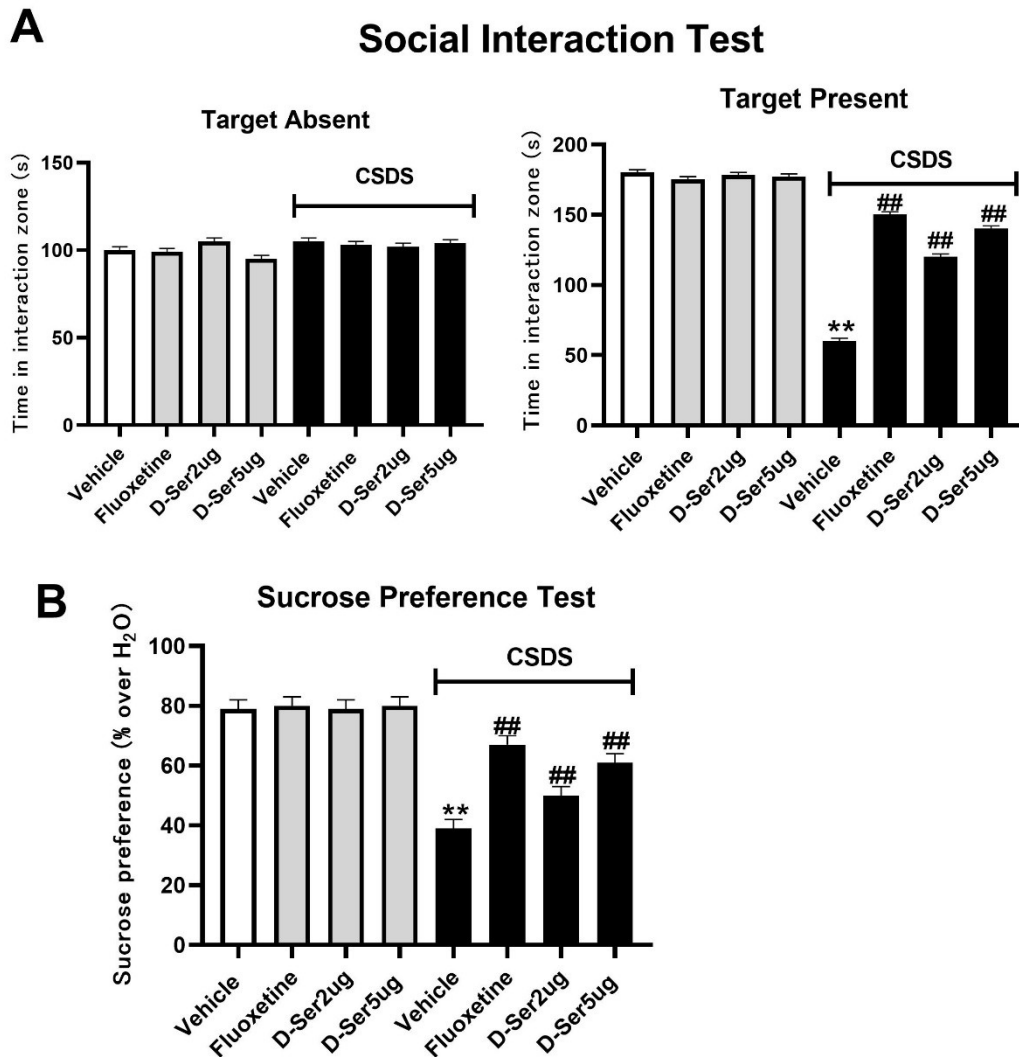 A
Social Interaction Test
Target Absent
Time in interaction zone (s)
150
100
50
0
CSDS
Vehicle
Fluoxetine
D-Ser2ug
D-Ser5ug
Vehicle
Fluoxetine
D-Ser2ug
D-Ser5ug
Target Present
Time in interaction zone (s)
200
150
100
50
0
CSDS
**
##
##
##
Vehicle
Fluoxetine
D-Ser2ug
D-Ser5ug
Vehicle
Fluoxetine
D-Ser2ug
D-Ser5ug
B
Sucrose Preference Test
Sucrose preference (% over H₂O)
100
80
60
40
20
0
CSDS
**
##
##
##
Vehicle
Fluoxetine
D-Ser2ug
D-Ser5ug
Vehicle
Fluoxetine
D-Ser2ug
D-Ser5ug